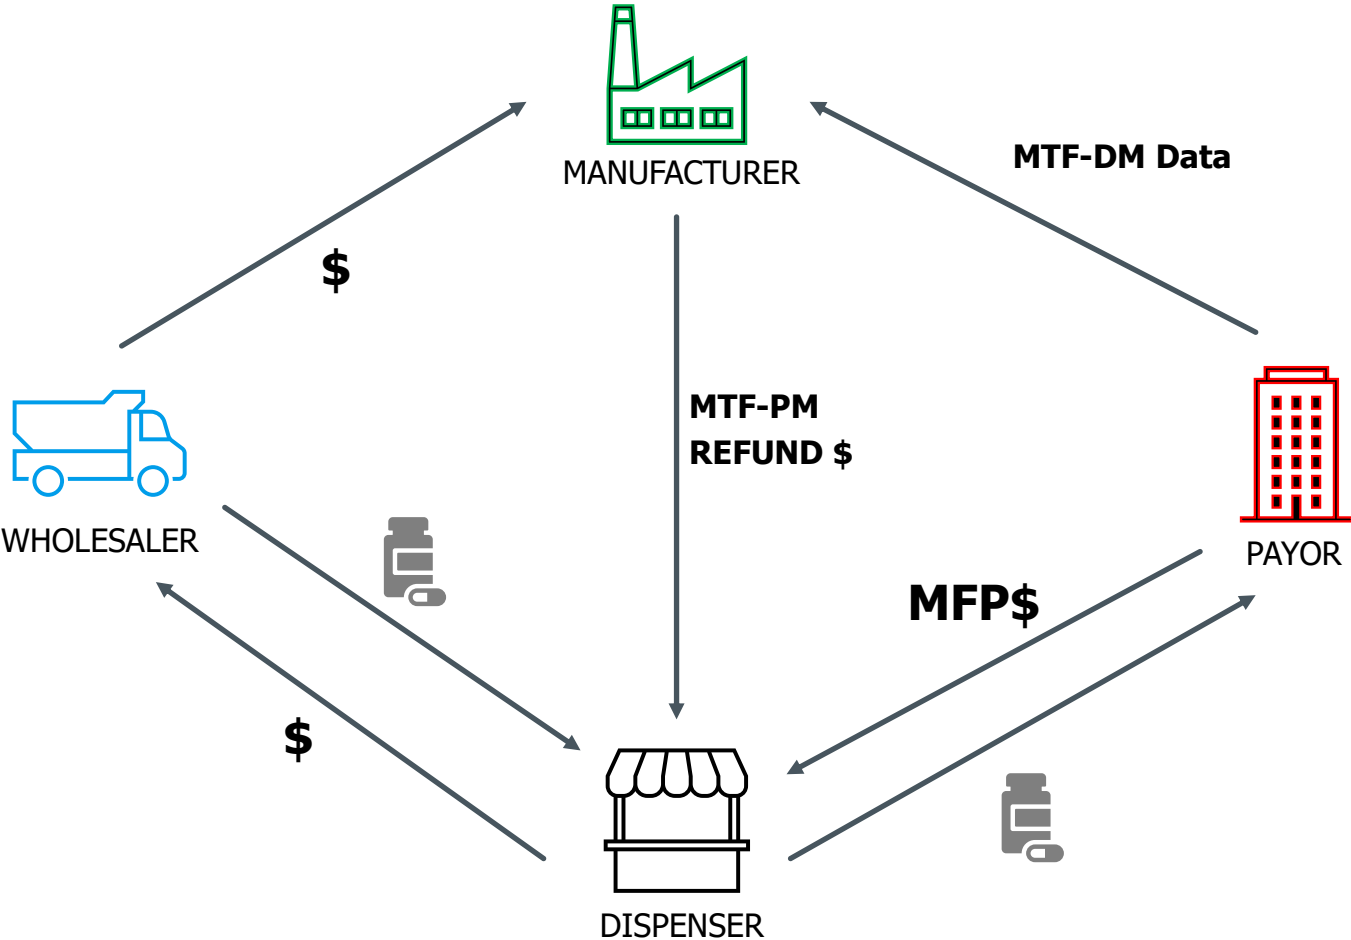 MANUFACTURER
MTF-DM Data
$
MTF-PM
REFUND $
WHOLESALER
PAYOR
MFP$
$
DISPENSER